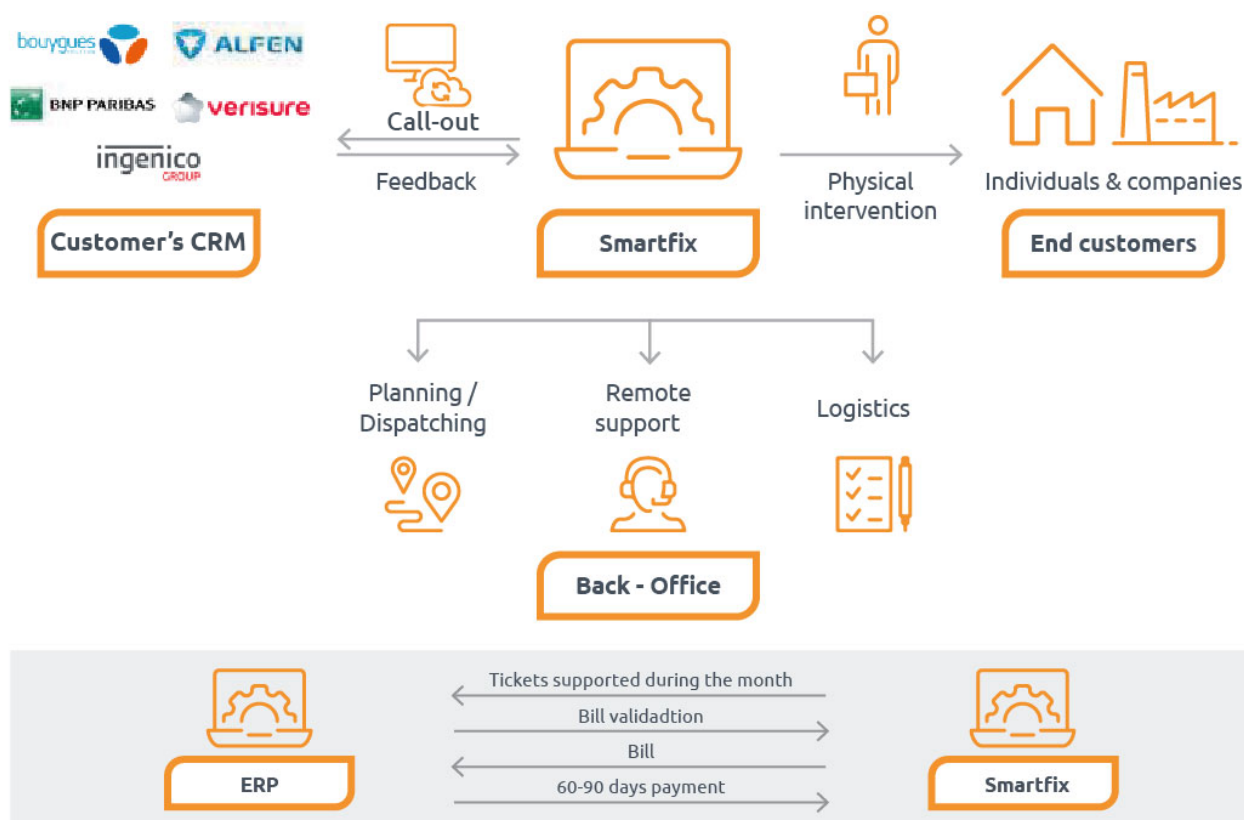 bouygues
ALFEN
BNP PARIBAS
verisure
ingenico
GROUP
Customer's CRM
Call-out
Feedback
Smartfix
Physical
intervention
Individuals & companies
End customers
Planning /
Dispatching
Remote
support
Logistics
Back - Office
Tickets supported during the month
Bill validadtion
Bill
60-90 days payment
ERP
Smartfix